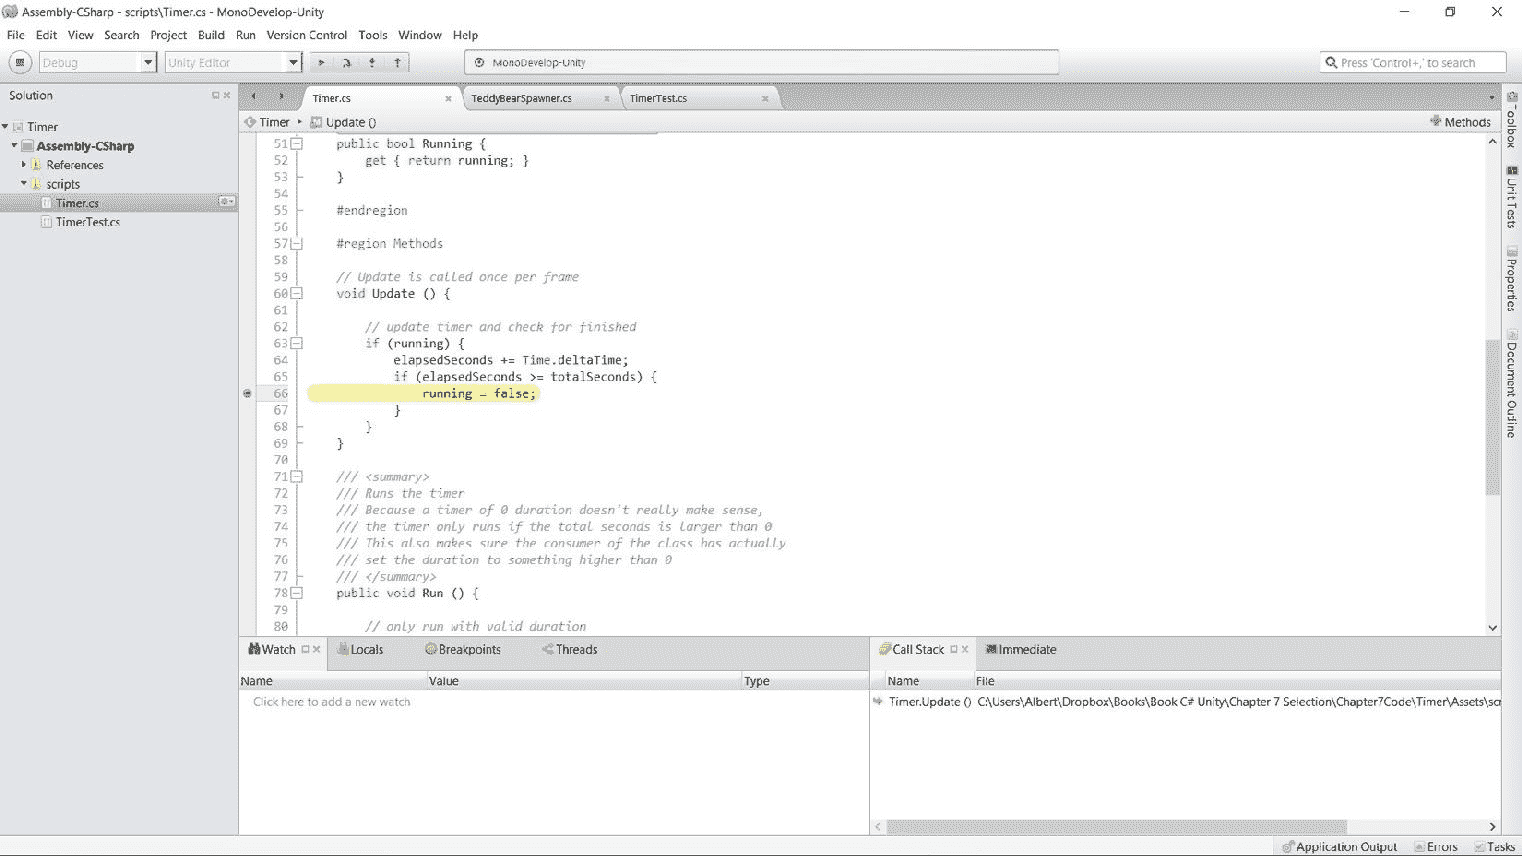 Assembly-CSharp - scripts\Timer.cs - MonoDevelop-Unity
File Edit View Search Project Build Run Version Control Tools Window Help
Debug Unity Editor MonoDevelop-Unity Press 'Control+,' to search
Solution
Timer.cs TeddyBearSpawner.cs TimerTest.cs
Timer Update () Methods
Timer
Assembly-CSharp
References
scripts
Timer.cs
TimerTest.cs
51 public bool Running {
52 get { return running; }
53 }
54
55 #endregion
56
57 #region Methods
58
59 // Update is called once per frame
60 void Update () {
61
62 // update timer and check for finished
63 if (running) {
64 elapsedSeconds += Time.deltaTime;
65 if (elapsedSeconds >= totalSeconds) {
66 running = false;
67 }
68 }
69 }
70
71 /// <summary>
72 /// Runs the timer
73 /// Because a timer of 0 duration doesn't really make sense,
74 /// the timer only runs if the total seconds is larger than 0
75 /// This also makes sure the consumer of the class has actually
76 /// set the duration to something higher than 0
77 /// </summary>
78 public void Run () {
79
80 // only run with valid duration
Toolbox
Unit Tests
Properties
Document Outline
Watch Locals Breakpoints Threads
Name Value Type
Click here to add a new watch
Call Stack Immediate
Name File
Timer.Update () C:\Users\Albert\Dropbox\Books\Book C# Unity\Chapter 7 Selection\Chapter7Code\Timer\Assets\scr
Application Output Errors Tasks